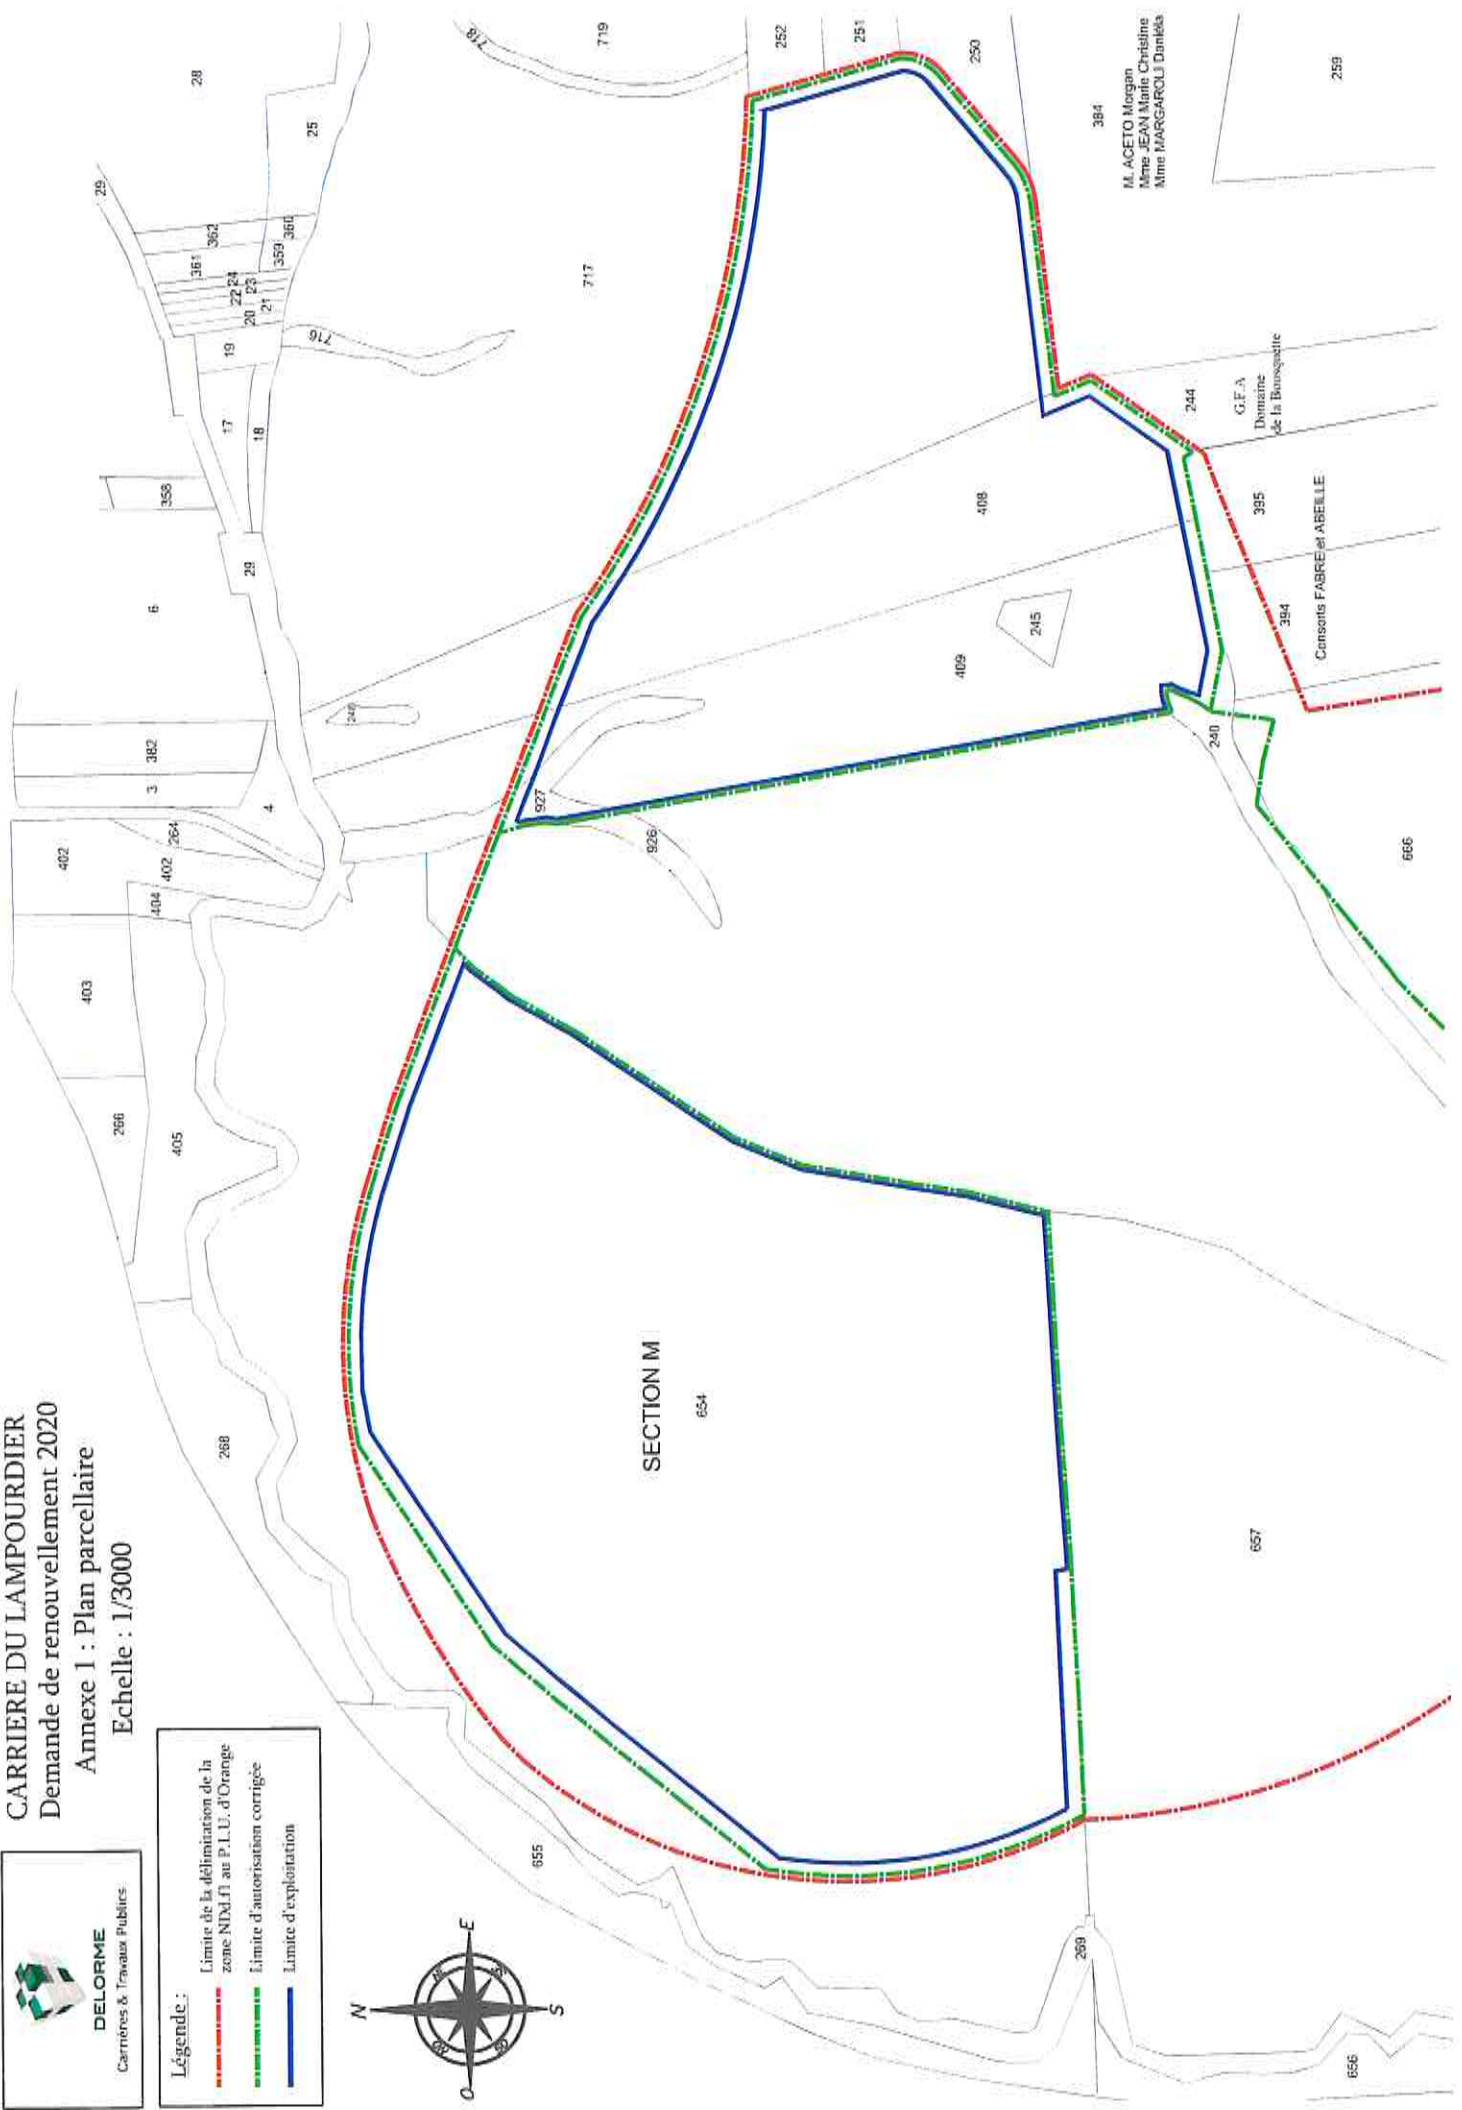 CARRIERE DU LAMPOURDIER
Demande de renouvellement 2020
Annexe 1 : Plan parcellaire
Echelle : 1/3000
DELORME
Carrières & Travaux Publics
Légende :
Limite de la délimitation de la
zone NDd.f1 au P.L.U. d'Orange
Limite d'autorisation corrigée
Limite d'exploitation
N
E
S
O
SECTION M
654
657
655
656
269
268
405
266
403
404
402
402
264
3
382
4
6
29
358
17
18
19
20
21
22
23
24
359
360
361
362
29
25
28
716
717
718
719
252
251
250
384
M. ACETO Morgan
Mme JEAN Marie Christine
Mme MARGAROLI Daniéla
259
244
G.F.A
Domaine
de la Bousquette
395
394
Consorts FABRE et ABEILLE
408
409
245
240
666
926
927